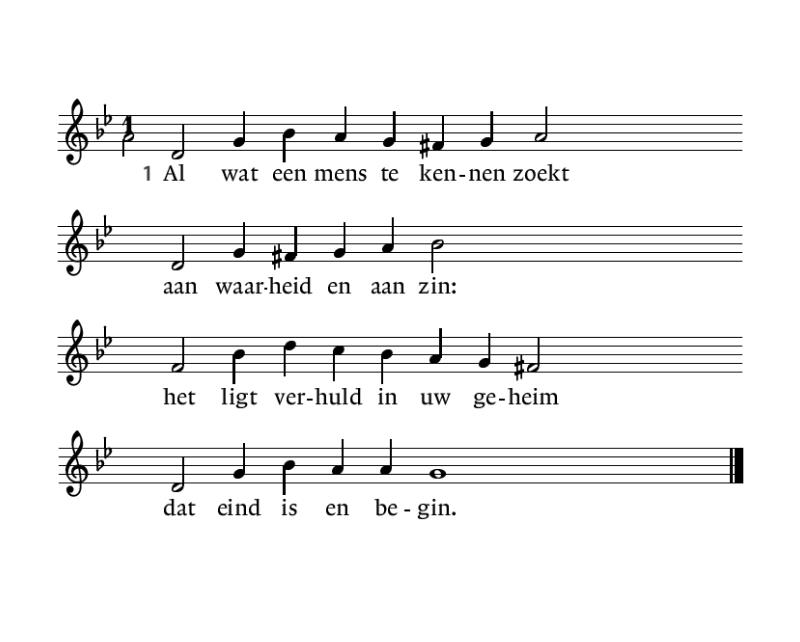 1
1 Al wat een mens te ken-nen zoekt
aan waar-heid en aan zin:
het ligt ver-huld in uw ge-heim
dat eind is en be-gin.